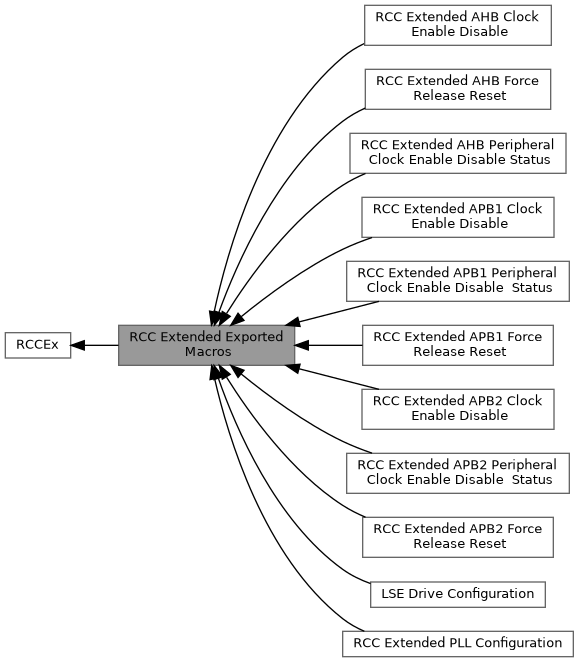 RCC Extended AHB Clock
Enable Disable
RCC Extended AHB Force
Release Reset
RCC Extended AHB Peripheral
Clock Enable Disable Status
RCC Extended APB1 Clock
Enable Disable
RCC Extended APB1 Peripheral
Clock Enable Disable  Status
RCCEx
RCC Extended Exported
Macros
RCC Extended APB1 Force
Release Reset
RCC Extended APB2 Clock
Enable Disable
RCC Extended APB2 Peripheral
Clock Enable Disable  Status
RCC Extended APB2 Force
Release Reset
LSE Drive Configuration
RCC Extended PLL Configuration